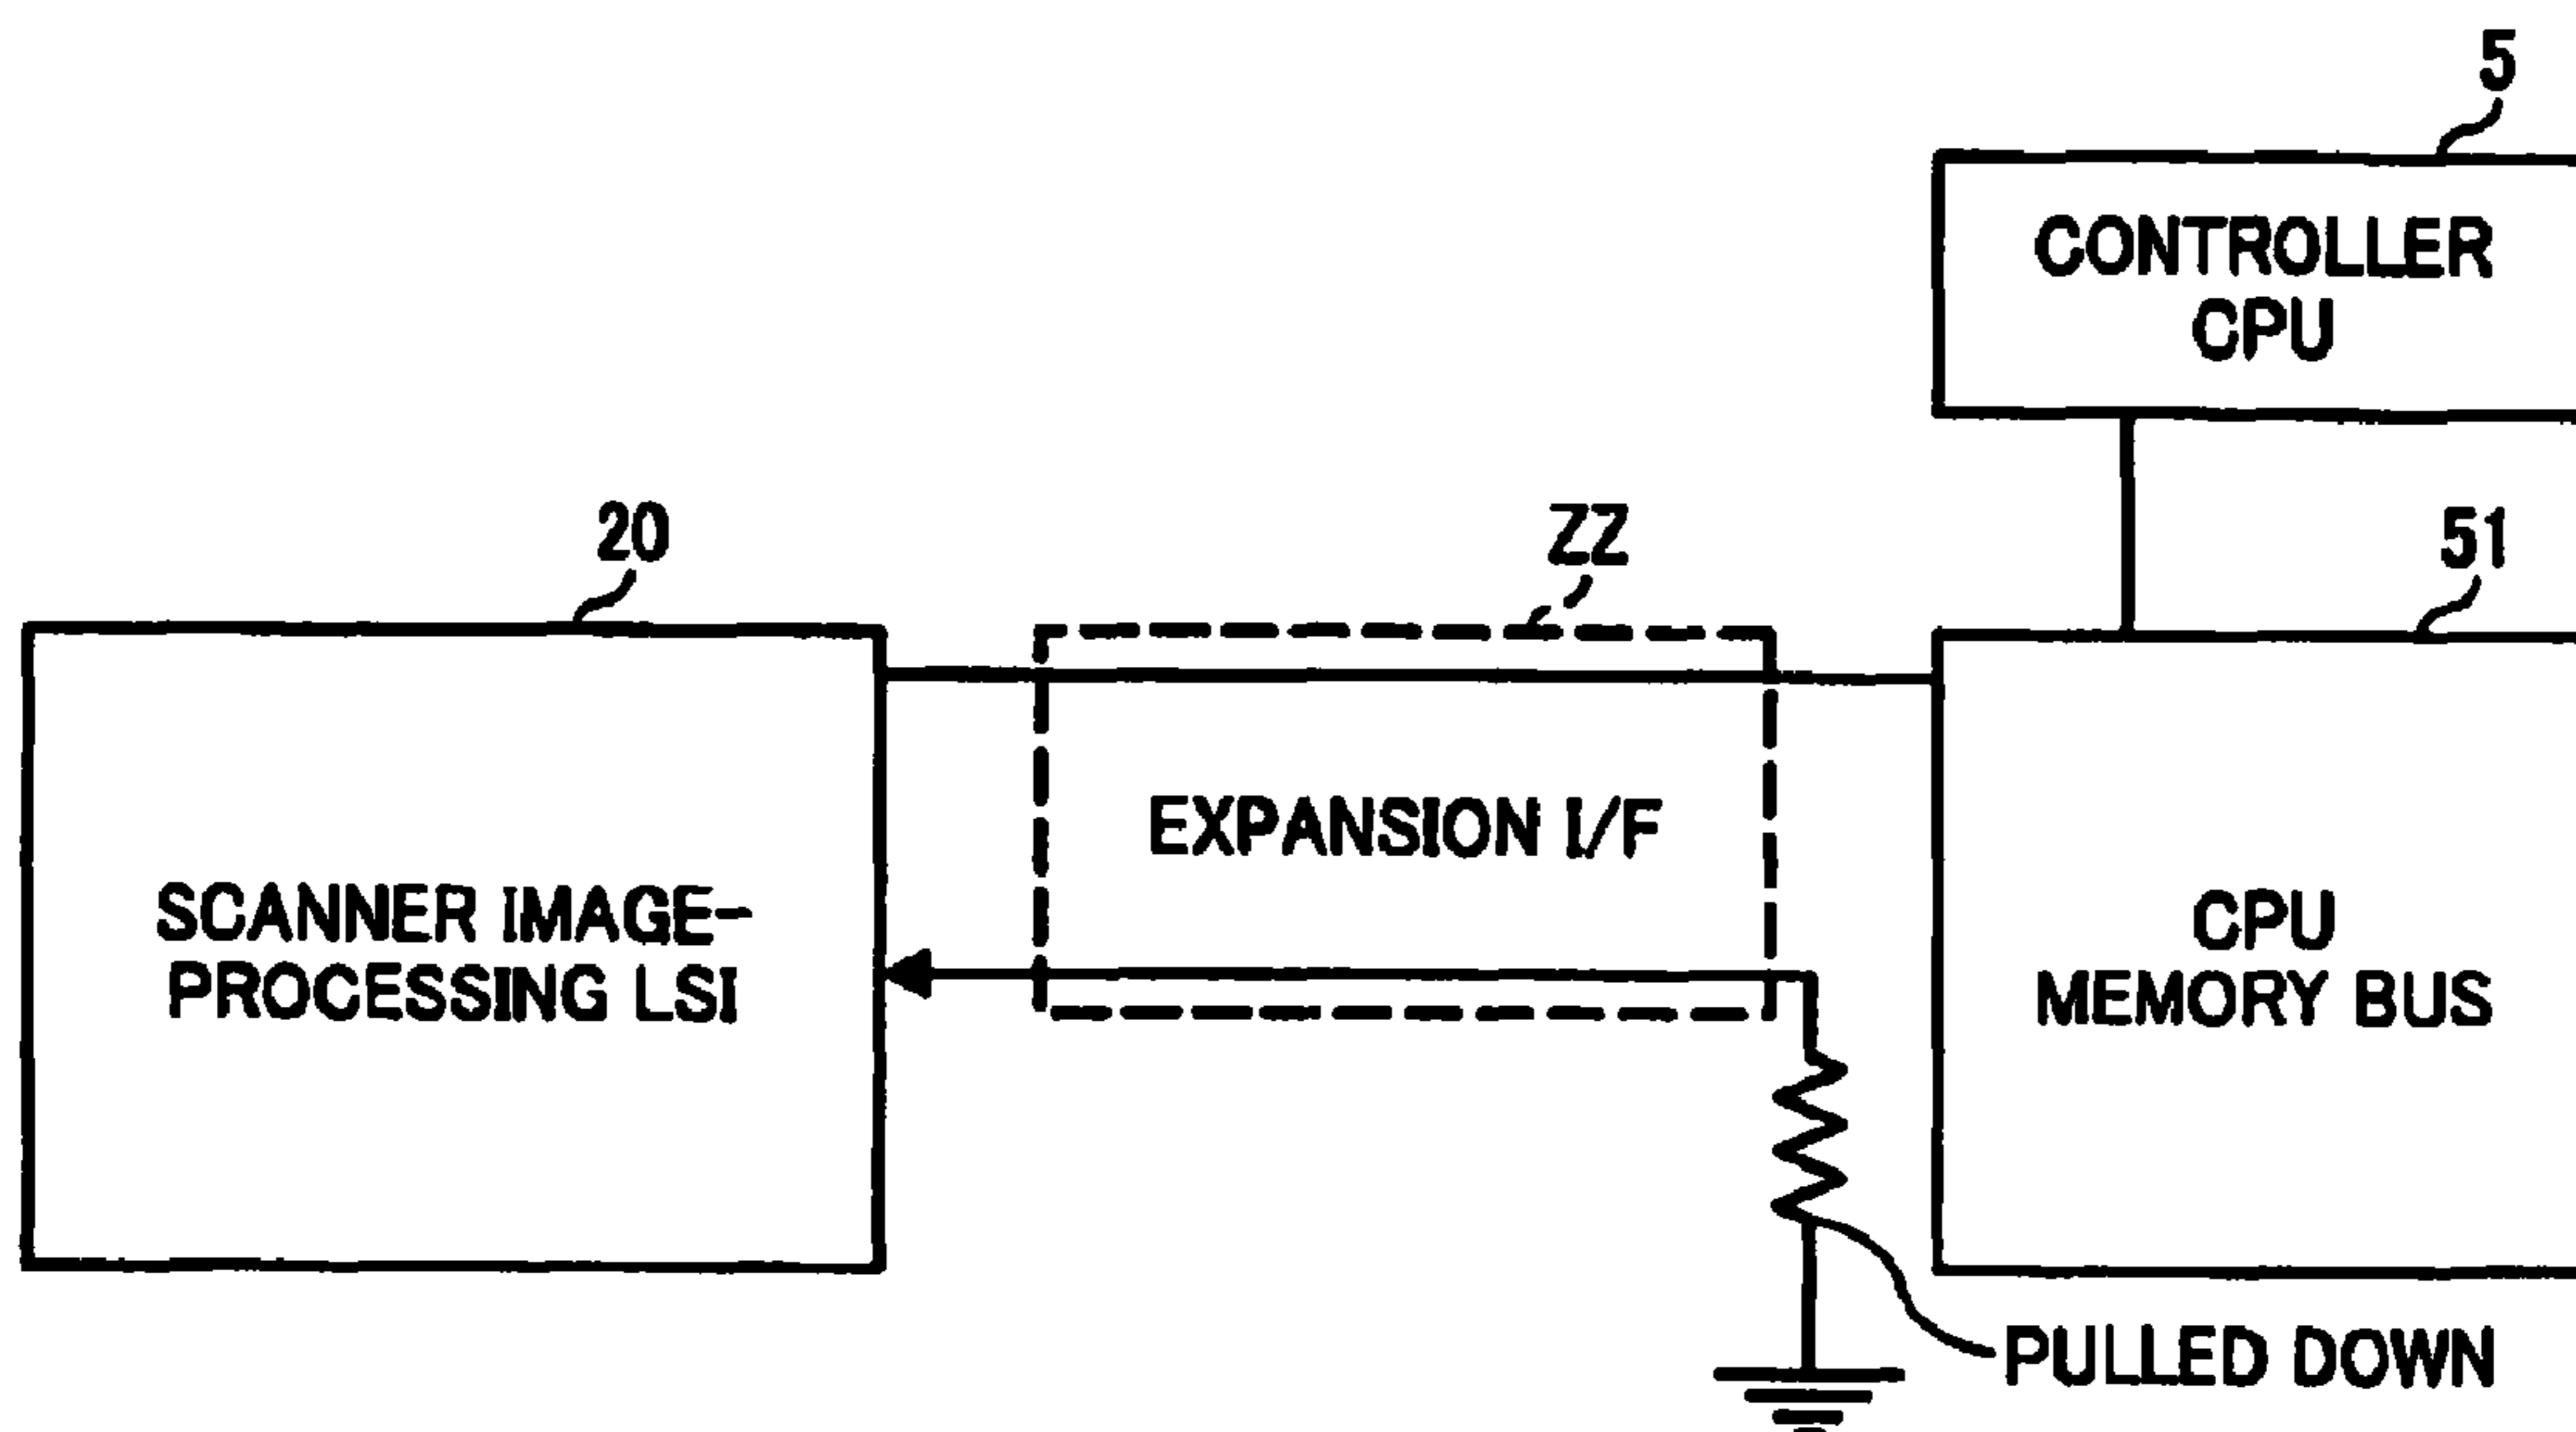 5
CONTROLLER
CPU
20
ZZ
51
EXPANSION I/F
SCANNER IMAGE-
PROCESSING LSI
CPU
MEMORY BUS
PULLED DOWN